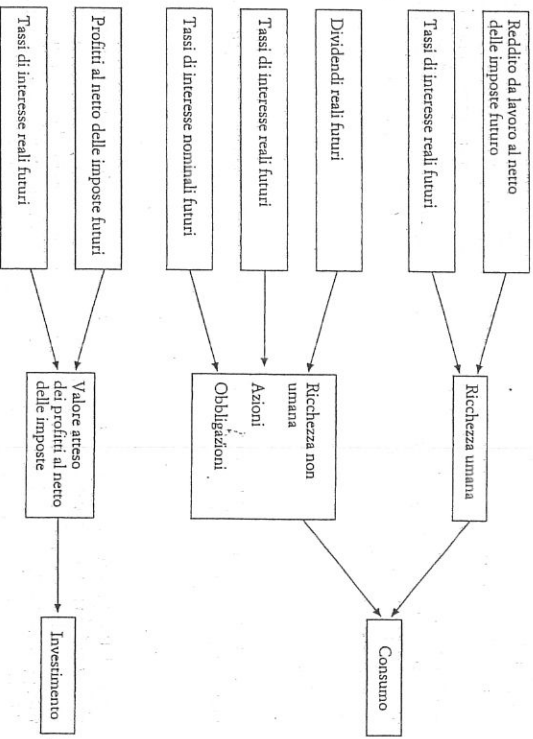 Reddito da lavoro al netto
delle imposte futuro
Tassi di interesse reali futuri
Ricchezza umana
Dividendi reali futuri
Tassi di interesse reali futuri
Tassi di interesse nominali futuri
Ricchezza non
umana
Azioni
Obbligazioni
Consumo
Profitti al netto delle imposte futuri
Tassi di interesse reali futuri
Valore atteso
dei profitti al netto
delle imposte
Investimento